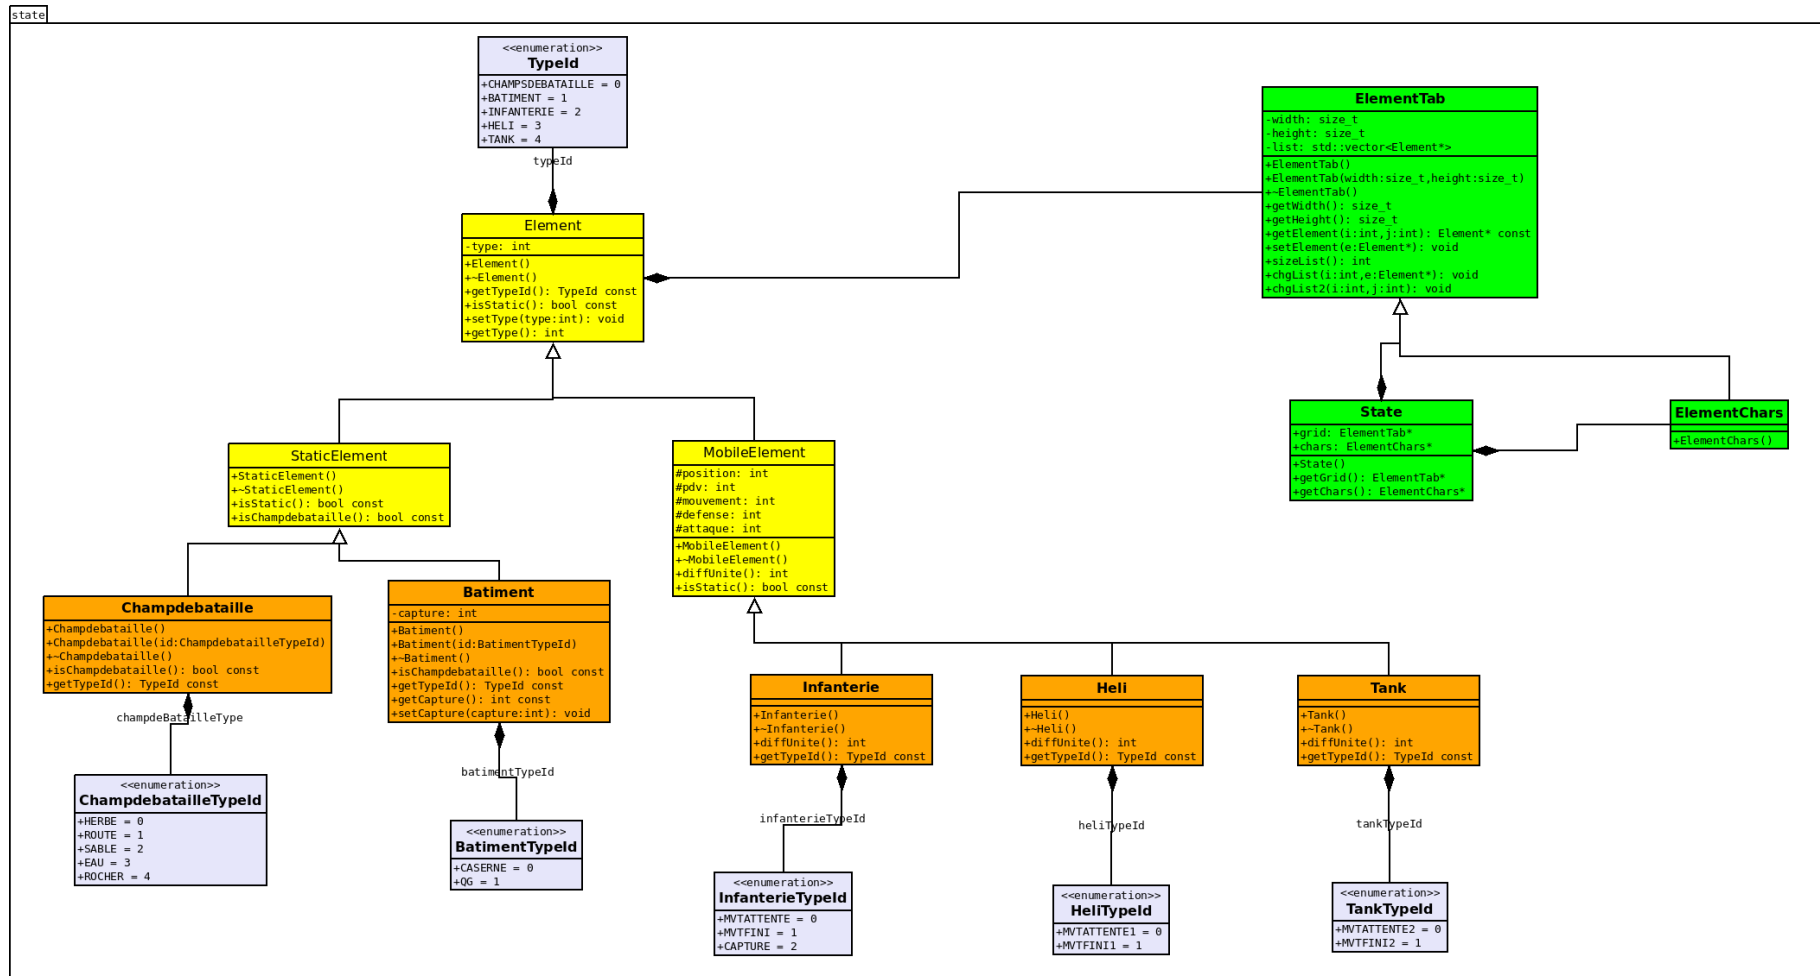 state
<<enumeration>>
TypeId
+CHAMPSDEBATAILLE = 0
+BATIMENT = 1
+INFANTERIE = 2
+HELI = 3
+TANK = 4
typeId
Element
-type: int
+Element()
+~Element()
+getTypeId(): TypeId const
+isStatic(): bool const
+setType(type:int): void
+getType(): int
ElementTab
-width: size_t
-height: size_t
-list: std::vector<Element*>
+ElementTab()
+ElementTab(width:size_t,height:size_t)
+~ElementTab()
+getWidth(): size_t
+getHeight(): size_t
+getElement(i:int,j:int): Element* const
+setElement(e:Element*): void
+sizeList(): int
+chgList(i:int,e:Element*): void
+chgList2(i:int,j:int): void
State
+grid: ElementTab*
+chars: ElementChars*
+State()
+getGrid(): ElementTab*
+getChars(): ElementChars*
ElementChars
+ElementChars()
StaticElement
+StaticElement()
+~StaticElement()
+isStatic(): bool const
+isChampdebataille(): bool const
MobileElement
#position: int
#pdv: int
#mouvement: int
#defense: int
#attaque: int
+MobileElement()
+~MobileElement()
+diffUnite(): int
+isStatic(): bool const
Champdebataille
+Champdebataille()
+Champdebataille(id:ChampdebatailleTypeId)
+~Champdebataille()
+isChampdebataille(): bool const
+getTypeId(): TypeId const
champdeBatailleType
Batiment
-capture: int
+Batiment()
+Batiment(id:BatimentTypeId)
+~Batiment()
+isChampdebataille(): bool const
+getTypeId(): TypeId const
+getCapture(): int const
+setCapture(capture:int): void
batimentTypeId
Infanterie
+Infanterie()
+~Infanterie()
+diffUnite(): int
+getTypeId(): TypeId const
infanterieTypeId
Heli
+Heli()
+~Heli()
+diffUnite(): int
+getTypeId(): TypeId const
heliTypeId
Tank
+Tank()
+~Tank()
+diffUnite(): int
+getTypeId(): TypeId const
tankTypeId
<<enumeration>>
ChampdebatailleTypeId
+HERBE = 0
+ROUTE = 1
+SABLE = 2
+EAU = 3
+ROCHER = 4
<<enumeration>>
BatimentTypeId
+CASERNE = 0
+QG = 1
<<enumeration>>
InfanterieTypeId
+MVTATTENTE = 0
+MVTFINI = 1
+CAPTURE = 2
<<enumeration>>
HeliTypeId
+MVTATTENTE1 = 0
+MVTFINI1 = 1
<<enumeration>>
TankTypeId
+MVTATTENTE2 = 0
+MVTFINI2 = 1